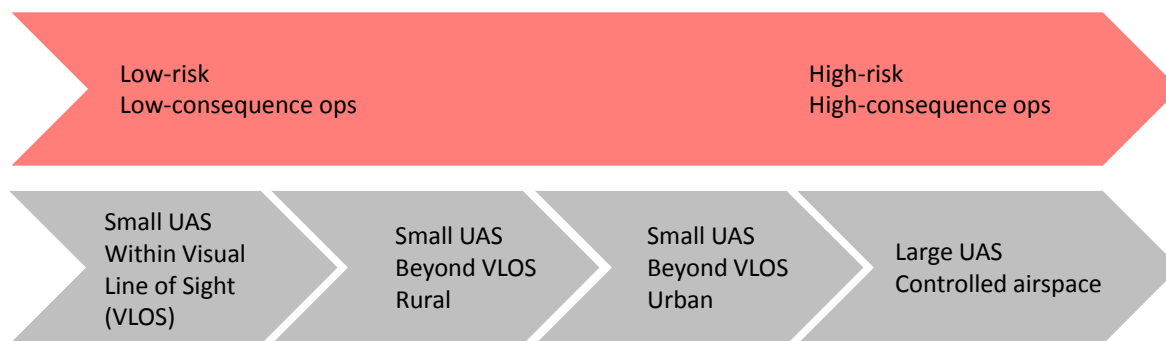 Low-risk
Low-consequence ops
High-risk
High-consequence ops
Small UAS
Within Visual
Line of Sight
(VLOS)
Small UAS
Beyond VLOS
Rural
Small UAS
Beyond VLOS
Urban
Large UAS
Controlled airspace